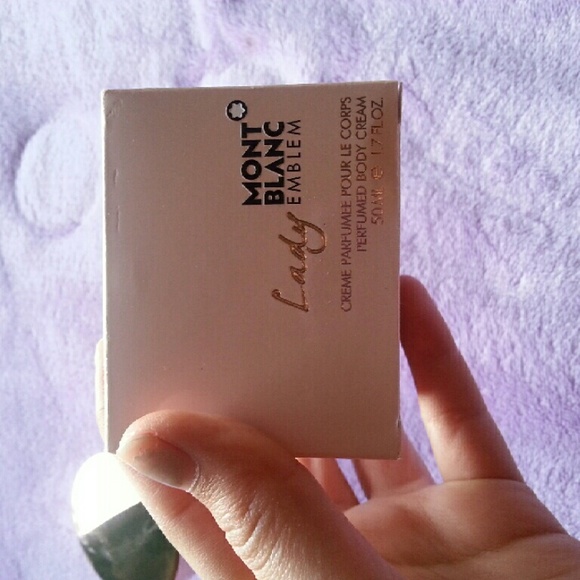 MONT
BLANC
EMBLEM
Lady
CREME PARFUMEE POUR LE CORPS
PERFUMED BODY CREAM
50 ML ℮ 1.7 FL.OZ.